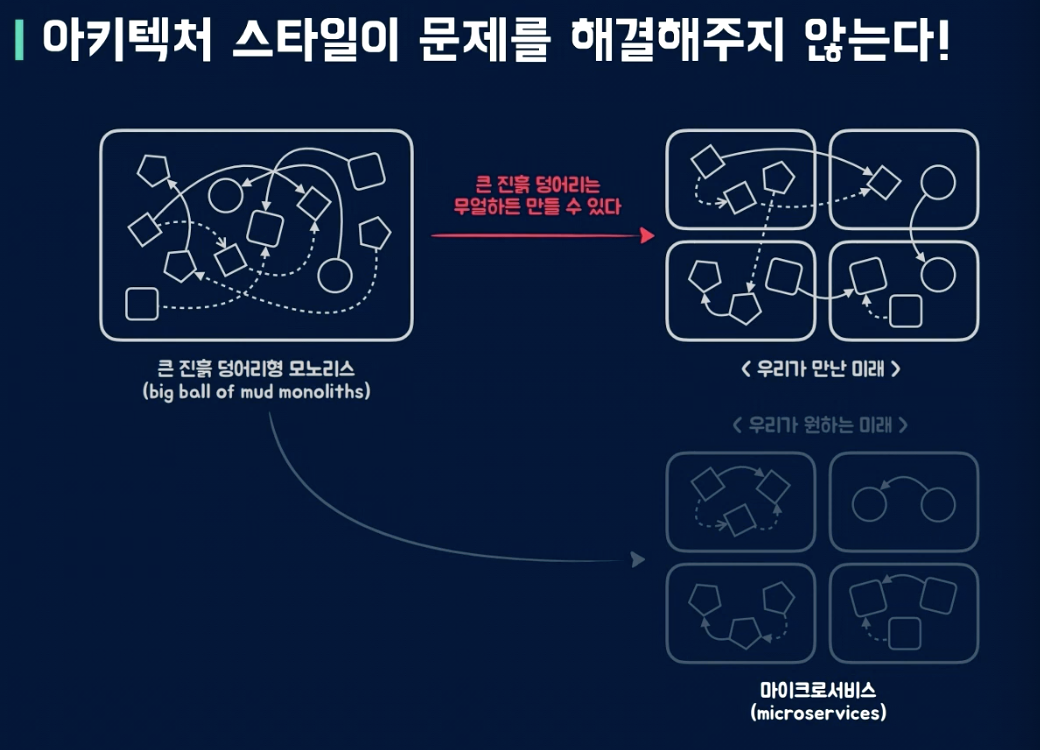 아키텍처 스타일이 문제를 해결해주지 않는다!
큰 진흙 덩어리는
무얼하든 만들 수 있다
큰 진흙 덩어리형 모노리스
(big ball of mud monoliths)
< 우리가 만난 미래 >
< 우리가 원하는 미래 >
마이크로서비스
(microservices)